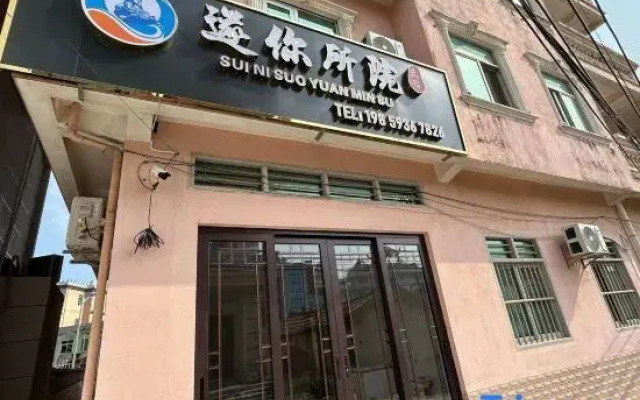 遂你所院
SUI NI SUO YUAN MIN SU
TEL: 198 5936 7826